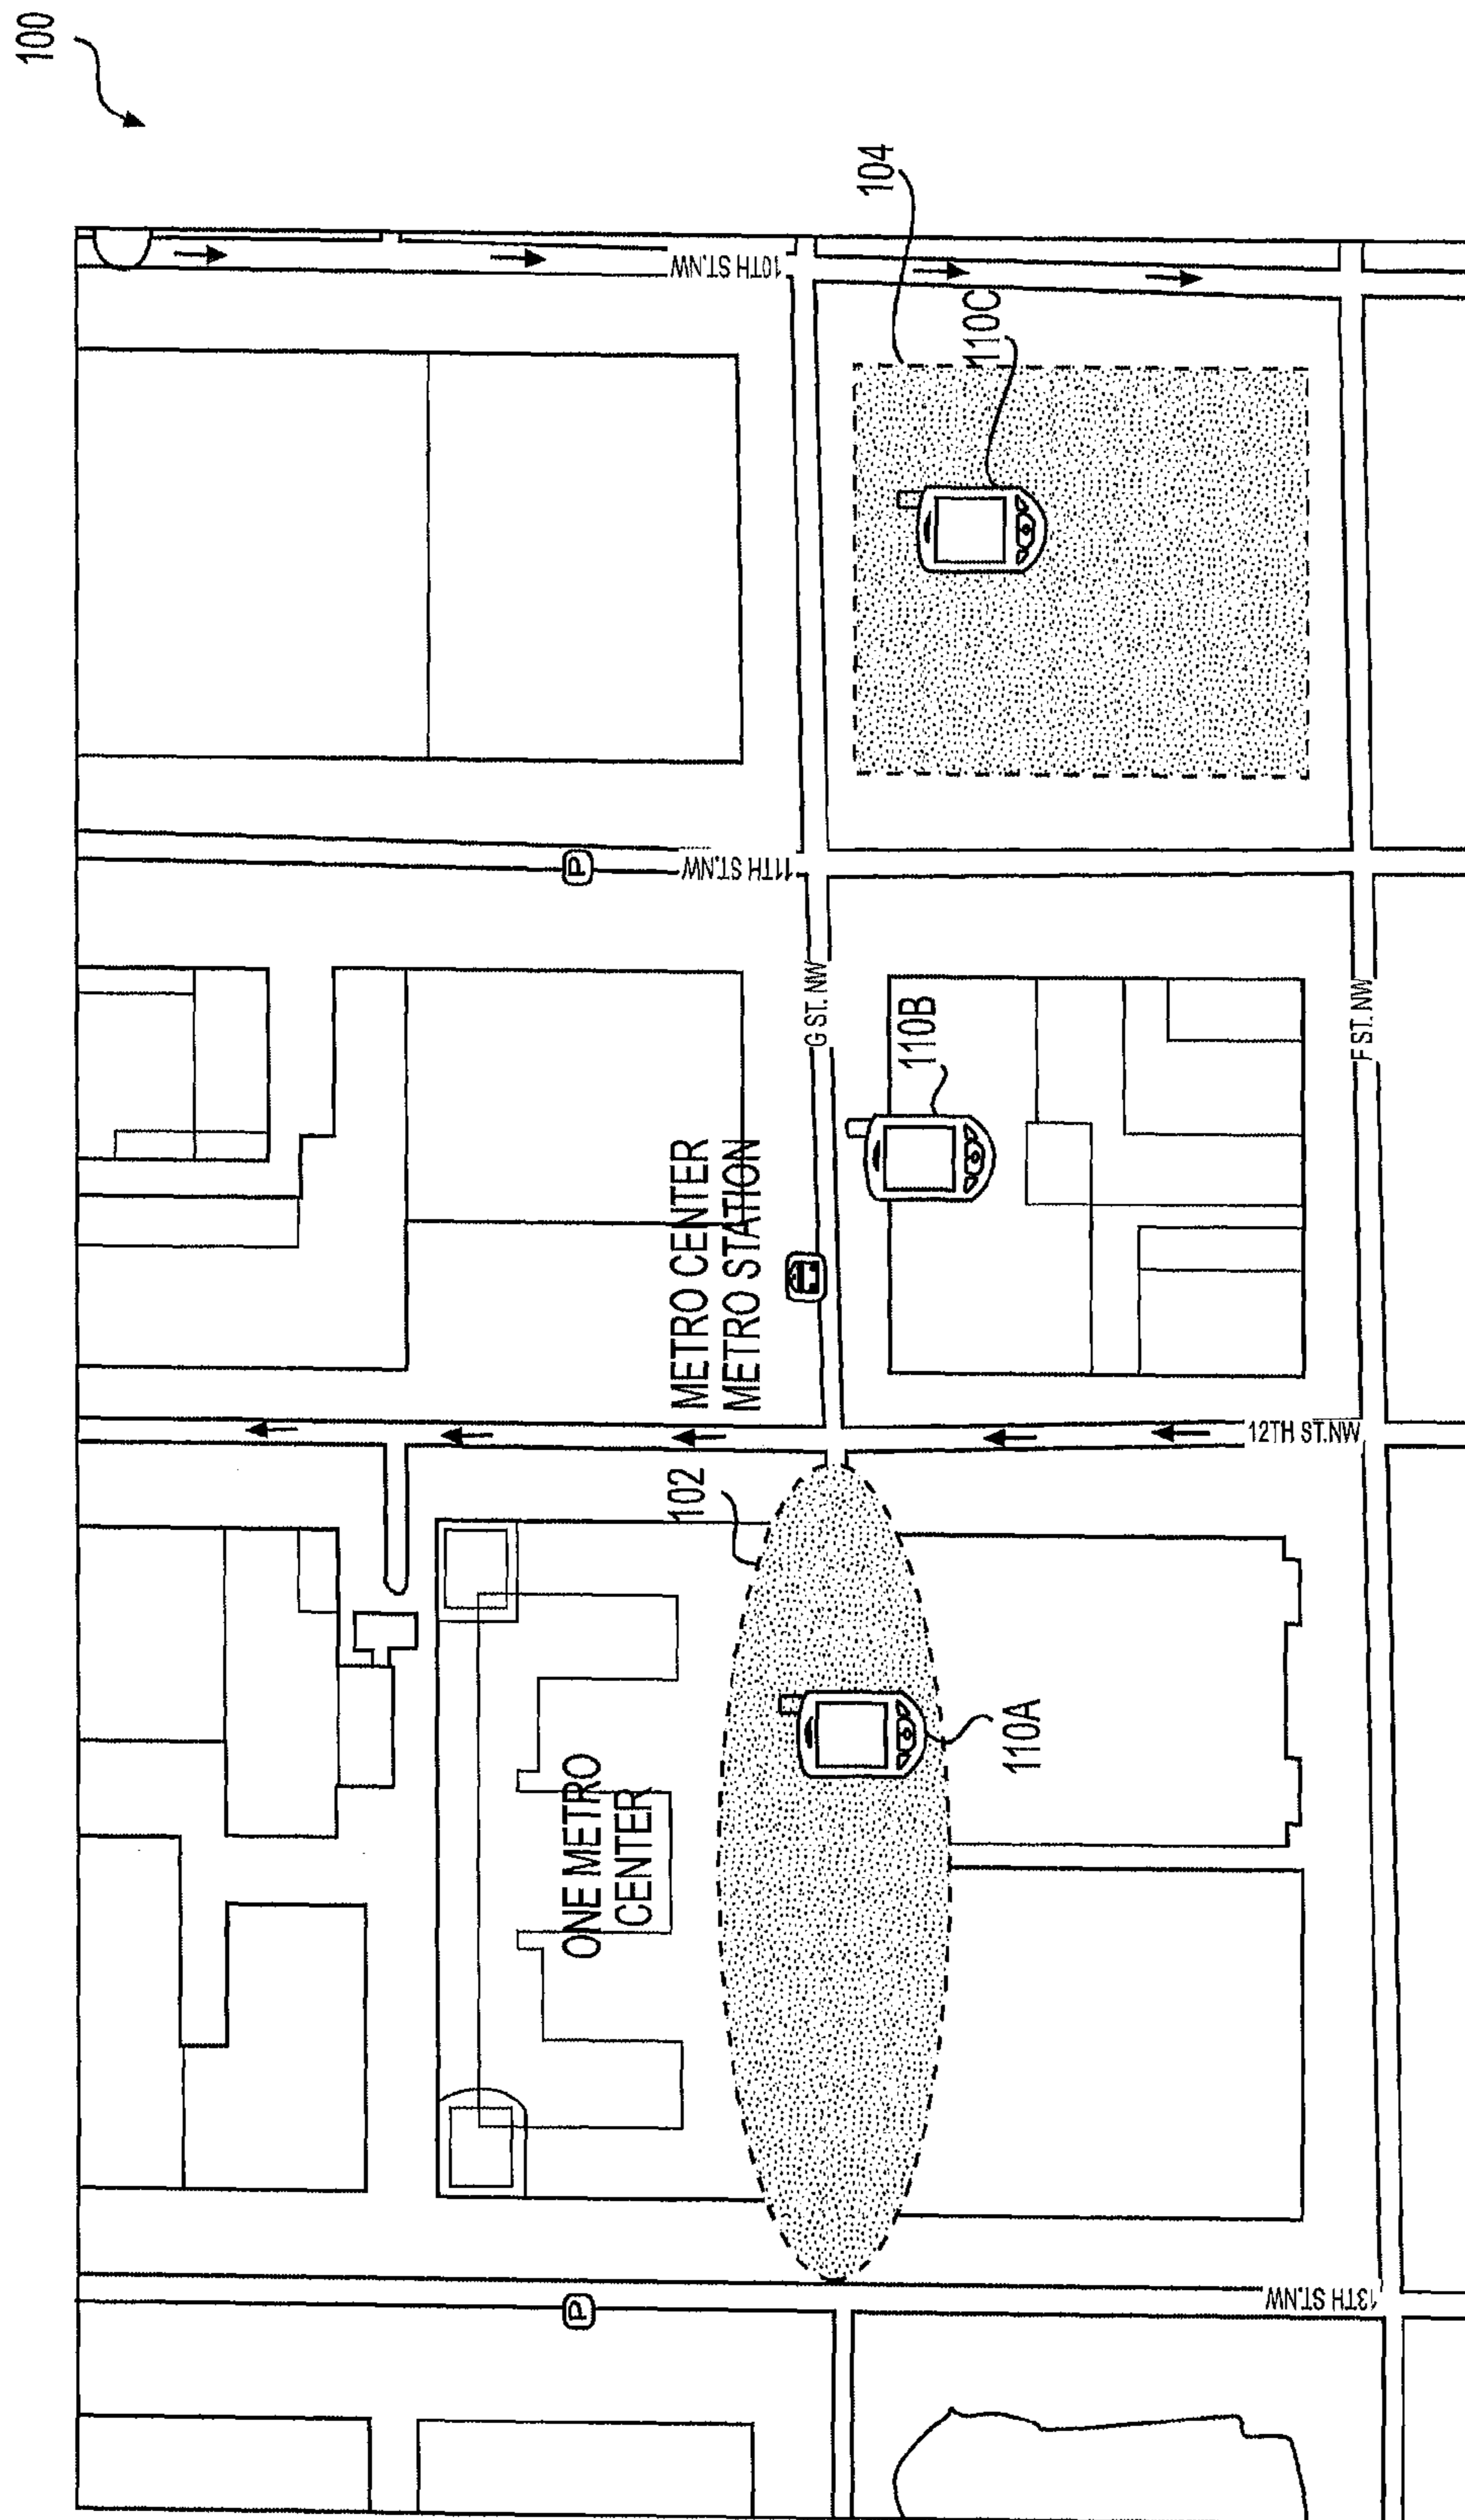 100
104
10TH ST.NW
110C
11TH ST.NW
P
G ST. NW
110B
F ST. NW
METRO CENTER
METRO STATION
12TH ST.NW
102
110A
ONE METRO
CENTER
13TH ST.NW
P